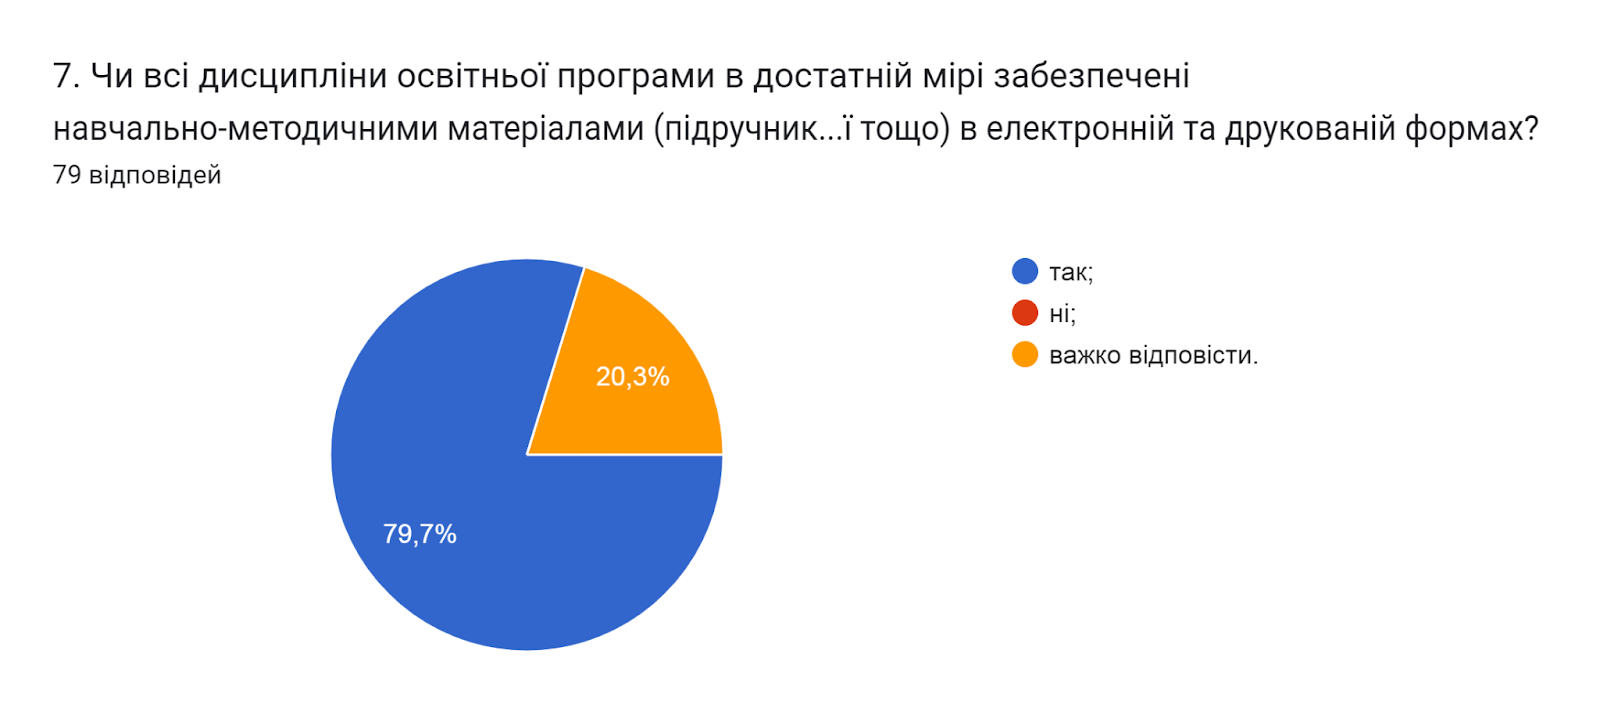 7. Чи всі дисципліни освітньої програми в достатній мірі забезпечені
навчально-методичними матеріалами (підручник...ї тощо) в електронній та друкованій формах?
79 відповідей
так;
ні;
важко відповісти.
20,3%
79,7%